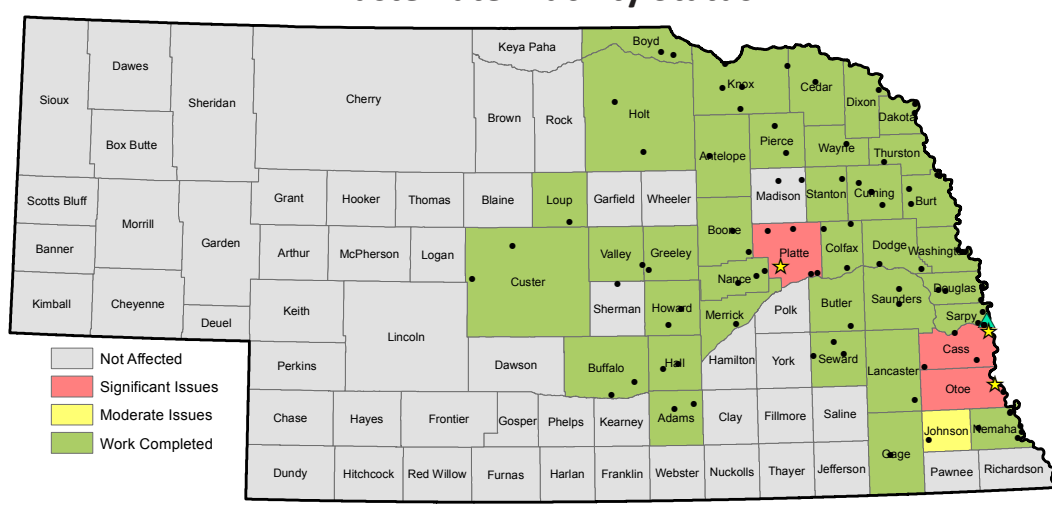 Keya Paha
Boyd
Dawes
Sioux
Sheridan
Cherry
Brown
Rock
Holt
Knox
Cedar
Dixon
Dakota
Box Butte
Antelope
Pierce
Wayne
Thurston
Scotts Bluff
Morrill
Grant
Hooker
Thomas
Blaine
Loup
Garfield
Wheeler
Madison
Stanton
Cuming
Burt
Banner
Garden
Arthur
McPherson
Logan
Custer
Valley
Greeley
Boone
Platte
Colfax
Dodge
Washington
Kimball
Cheyenne
Deuel
Keith
Lincoln
Sherman
Howard
Nance
Merrick
Polk
Butler
Saunders
Douglas
Sarpy
Not Affected
Significant Issues
Moderate Issues
Work Completed
Perkins
Dawson
Buffalo
Hall
Hamilton
York
Seward
Lancaster
Cass
Otoe
Chase
Hayes
Frontier
Gosper
Phelps
Kearney
Adams
Clay
Fillmore
Saline
Johnson
Nemaha
Dundy
Hitchcock
Red Willow
Furnas
Harlan
Franklin
Webster
Nuckolls
Thayer
Jefferson
Gage
Pawnee
Richardson